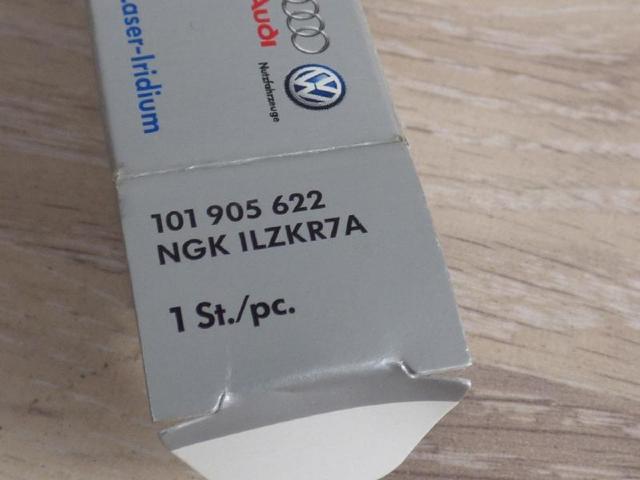 Laser-Iridium
Audi
Nutzfahrzeuge
101 905 622
NGK ILZKR7A
1 St./pc.